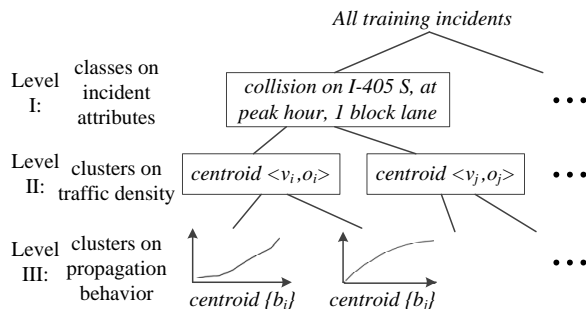 All training incidents
Level I:
classes on incident attributes
collision on I-405 S, at
peak hour, 1 block lane
Level II:
clusters on traffic density
centroid <vi,oi>
centroid <vj,oj>
Level III:
clusters on propagation behavior
centroid {bi}
centroid {bj}